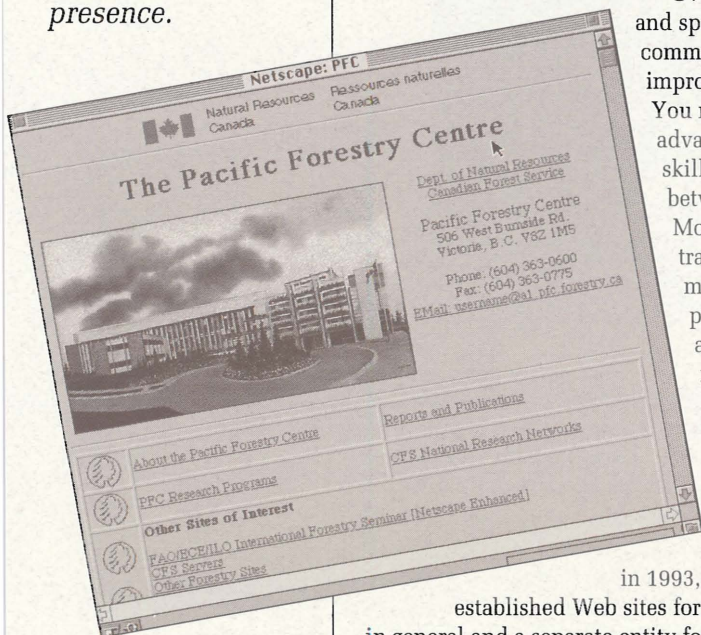 presence.
Netscape: PFC
Natural Resources Canada
Ressources naturelles Canada
The Pacific Forestry Centre
Dept. of Natural Resources
Canadian Forest Service
Pacific Forestry Centre
506 West Burnside Rd.
Victoria, B.C. V8Z 1M5
Phone: (604) 363-0600
Fax: (604) 363-0775
EMail: username@a1.pfc.forestry.ca
About the Pacific Forestry Centre
Reports and Publications
PFC Research Programs
CFS National Research Networks
Other Sites of Interest
FAO/ECE/ILO International Forestry Seminar [Netscape Enhanced]
CFS Servers
Other Forestry Sites
and sp
comm
impro
You
adva
skill
betw
Mo
tra
m
p
a
in 1993,
established Web sites for
in general and a separate entity fo